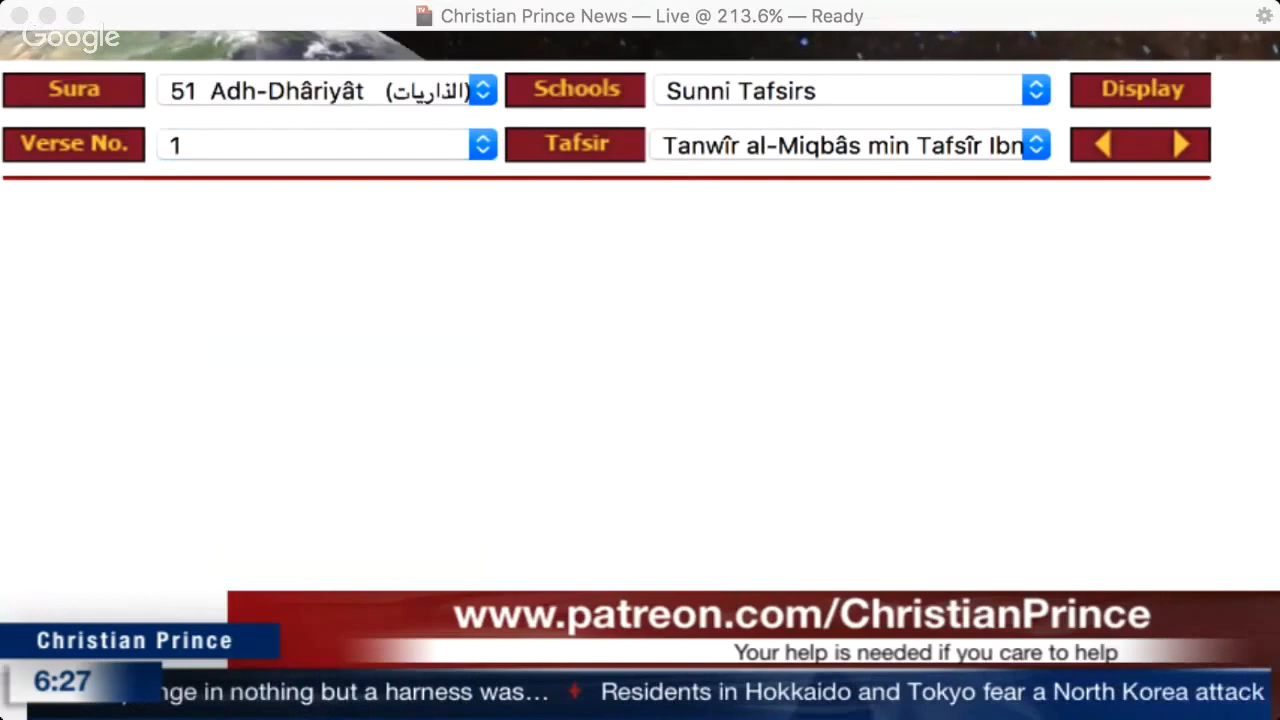 Christian Prince News — Live @ 213.6% — Ready
Google
Sura
51 Adh-Dhâriyât (الذاريات)
Schools
Sunni Tafsirs
Display
Verse No.
1
Tafsir
Tanwîr al-Miqbâs min Tafsîr Ibn
www.patreon.com/ChristianPrince
Your help is needed if you care to help
Christian Prince
6:27
nge in nothing but a harness was... ♦ Residents in Hokkaido and Tokyo fear a North Korea attack